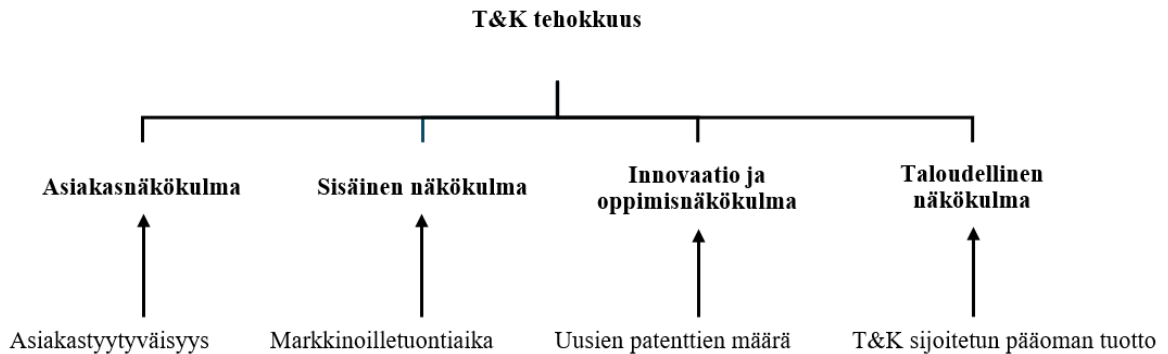 T&K tehokkuus
Asiakasnäkökulma
Sisäinen näkökulma
Innovaatio ja
oppimisnäkökulma
Taloudellinen
näkökulma
Asiakastyytyväisyys
Markkinoilletuontiaika
Uusien patenttien määrä
T&K sijoitetun pääoman tuotto